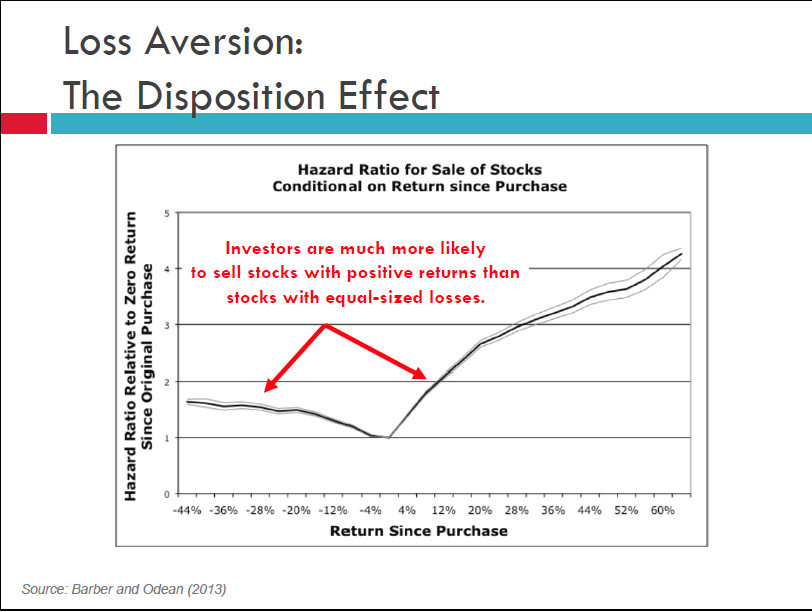 Loss Aversion:
The Disposition Effect
Hazard Ratio for Sale of Stocks
Conditional on Return since Purchase
Hazard Ratio Relative to Zero Return
Since Original Purchase
5
4
3
2
1
0
Investors are much more likely
to sell stocks with positive returns than
stocks with equal-sized losses.
-44% -36% -28% -20% -12% -4% 4% 12% 20% 28% 36% 44% 52% 60%
Return Since Purchase
Source: Barber and Odean (2013)